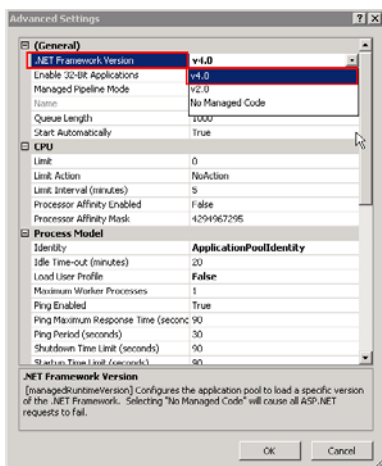 Advanced Settings
(General)
.NET Framework Version v4.0
Enable 32-Bit Applications v4.0
Managed Pipeline Mode v2.0
Name No Managed Code
Queue Length 1000
Start Automatically True
CPU
Limit 0
Limit Action NoAction
Limit Interval (minutes) 5
Processor Affinity Enabled False
Processor Affinity Mask 4294967295
Process Model
Identity ApplicationPoolIdentity
Idle Time-out (minutes) 20
Load User Profile False
Maximum Worker Processes 1
Ping Enabled True
Ping Maximum Response Time (second 90
Ping Period (seconds) 30
Shutdown Time Limit (seconds) 90
Startup Time Limit (seconds) 90
.NET Framework Version
[managedRuntimeVersion] Configures the application pool to load a specific version
of the .NET Framework. Selecting "No Managed Code" will cause all ASP.NET
requests to fail.
OK Cancel